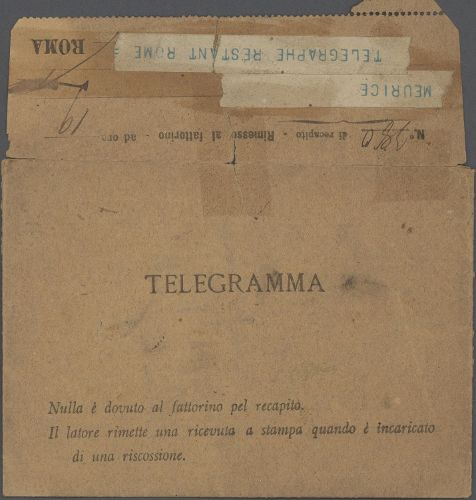 ROMA
TELEGRAPHE RESTANT ROME =
MEURICE
N.° di recapito - Rimesso al fattorino - ad ore
TELEGRAMMA
Nulla è dovuto al fattorino pel recapito.
Il latore rimette una ricevuta a stampa quando è incaricato
di una riscossione.